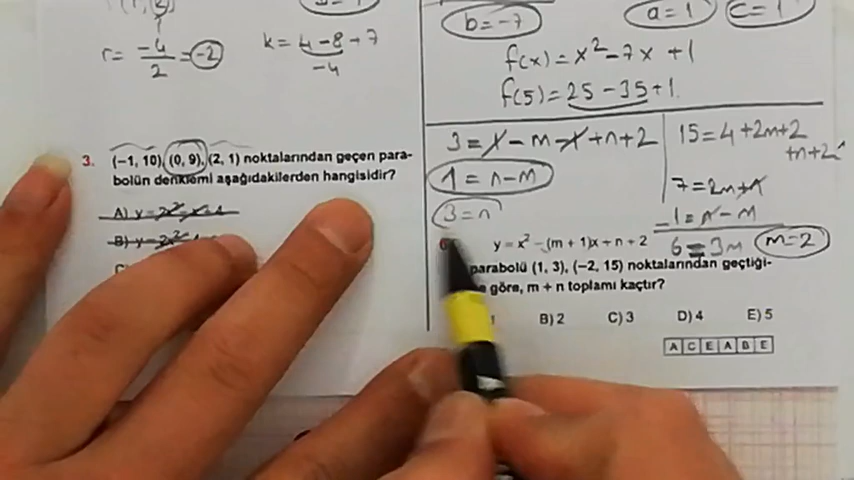 r = -4/2 = -2
k = 4-8+7
-4
3. (-1, 10), (0, 9), (2, 1) noktalarından geçen para-
bolün denklemi aşağıdakilerden hangisidir?
A) y = 2x² - x - 4
B) y = 2x²
b = -7
a = 1
c = 1
f(x) = x² - 7x + 1
f(5) = 25 - 35 + 1
3 = x - m - x + n + 2
1 = n - m
3 = n
15 = 4 + 2m + 2
+ n + 2
7 = 2m + n
-1 = n - m
6 = 3m
m = 2
y = x² - (m + 1)x + n + 2
parabolü (1, 3), (-2, 15) noktalarından geçtiği-
e göre, m + n toplamı kaçtır?
1 B) 2 C) 3 D) 4 E) 5
A C E A B E